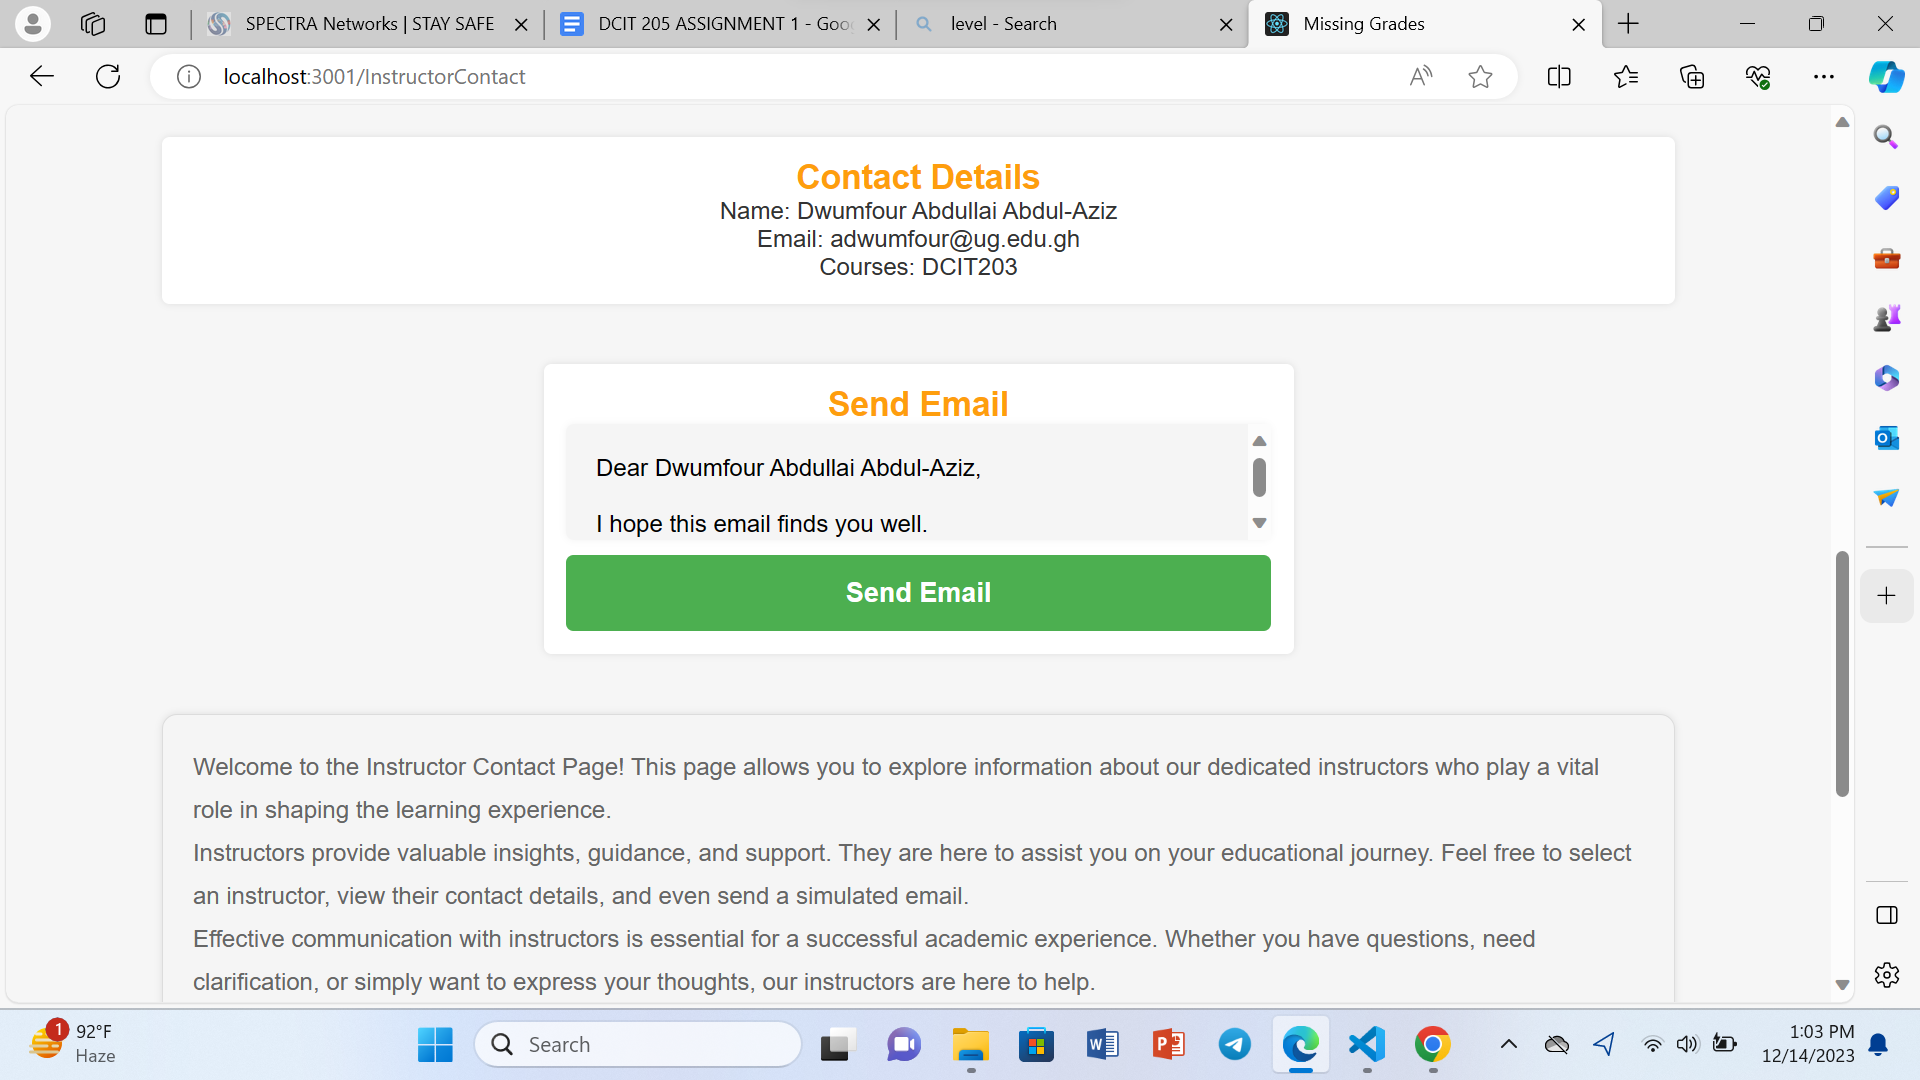 SPECTRA Networks | STAY SAFE
DCIT 205 ASSIGNMENT 1 - Goo
level - Search
Missing Grades
localhost:3001/InstructorContact
Contact Details
Name: Dwumfour Abdullai Abdul-Aziz
Email: adwumfour@ug.edu.gh
Courses: DCIT203
Send Email
Dear Dwumfour Abdullai Abdul-Aziz,
I hope this email finds you well.
Send Email
Welcome to the Instructor Contact Page! This page allows you to explore information about our dedicated instructors who play a vital
role in shaping the learning experience.
Instructors provide valuable insights, guidance, and support. They are here to assist you on your educational journey. Feel free to select
an instructor, view their contact details, and even send a simulated email.
Effective communication with instructors is essential for a successful academic experience. Whether you have questions, need
clarification, or simply want to express your thoughts, our instructors are here to help.
1
92°F
Haze
Search
1:03 PM
12/14/2023